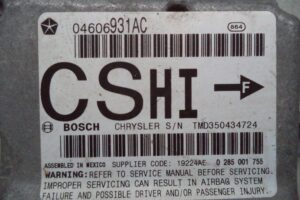 04606931AC
864
CSHI F
BOSCH CHRYSLER S/N TMD350434724
ASSEMBLED IN MEXICO SUPPLIER CODE: 19224AE 0 285 001 755
WARNING: REFER TO SERVICE MANUAL BEFORE SERVICING.
IMPROPER SERVICING CAN RESULT IN AIRBAG SYSTEM
FAILURE AND POSSIBLE DRIVER AND/OR PASSENGER INJURY.